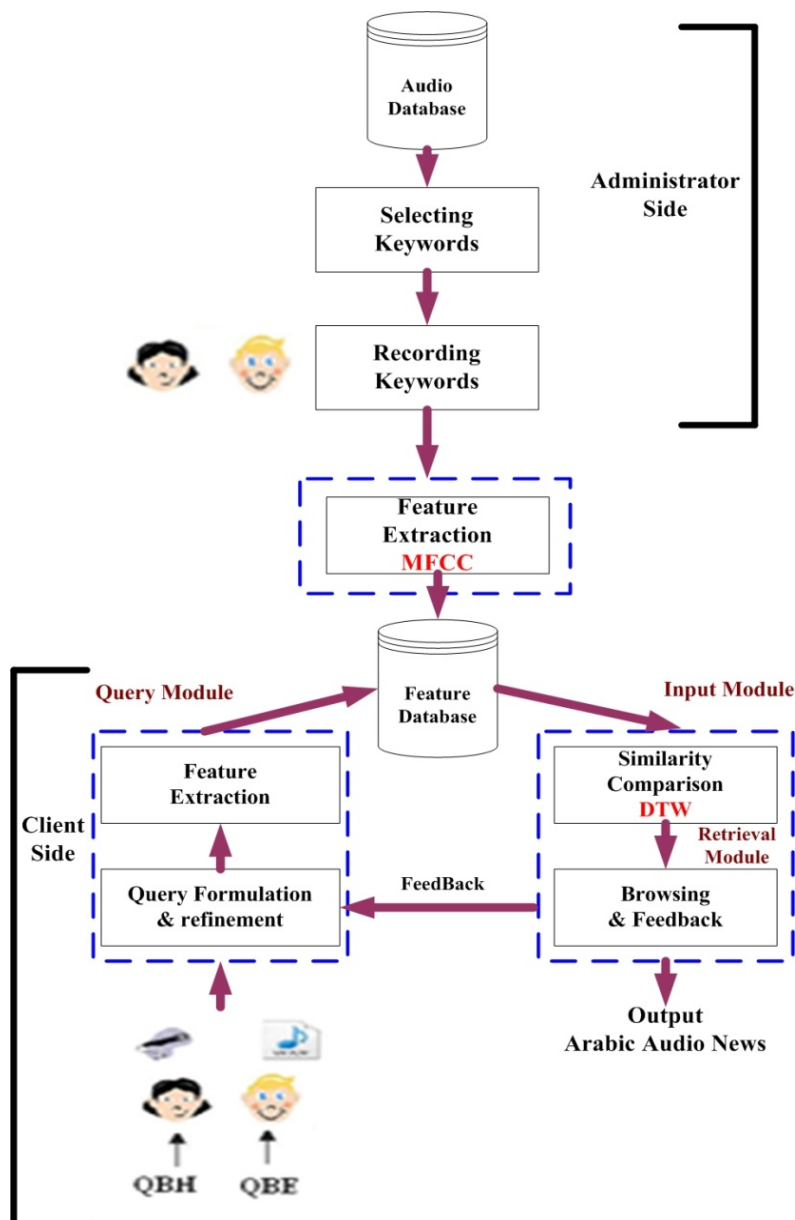 Audio
Database
Administrator
Side
Selecting
Keywords
Recording
Keywords
Feature
Extraction
MFCC
Query Module
Feature
Database
Input Module
Feature
Extraction
Similarity
Comparison
DTW
Client
Side
Retrieval
Module
Query Formulation
& refinement
FeedBack
Browsing
& Feedback
Output
Arabic Audio News
QBH
QBE